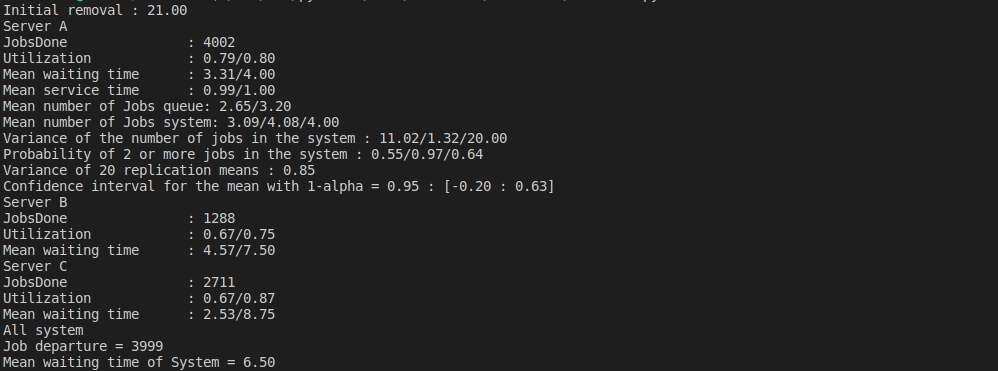 Initial removal : 21.00
Server A
JobsDone : 4002
Utilization : 0.79/0.80
Mean waiting time : 3.31/4.00
Mean service time : 0.99/1.00
Mean number of Jobs queue: 2.65/3.20
Mean number of Jobs system: 3.09/4.08/4.00
Variance of the number of jobs in the system : 11.02/1.32/20.00
Probability of 2 or more jobs in the system : 0.55/0.97/0.64
Variance of 20 replication means : 0.85
Confidence interval for the mean with 1-alpha = 0.95 : [-0.20 : 0.63]
Server B
JobsDone : 1288
Utilization : 0.67/0.75
Mean waiting time : 4.57/7.50
Server C
JobsDone : 2711
Utilization : 0.67/0.87
Mean waiting time : 2.53/8.75
All system
Job departure = 3999
Mean waiting time of System = 6.50